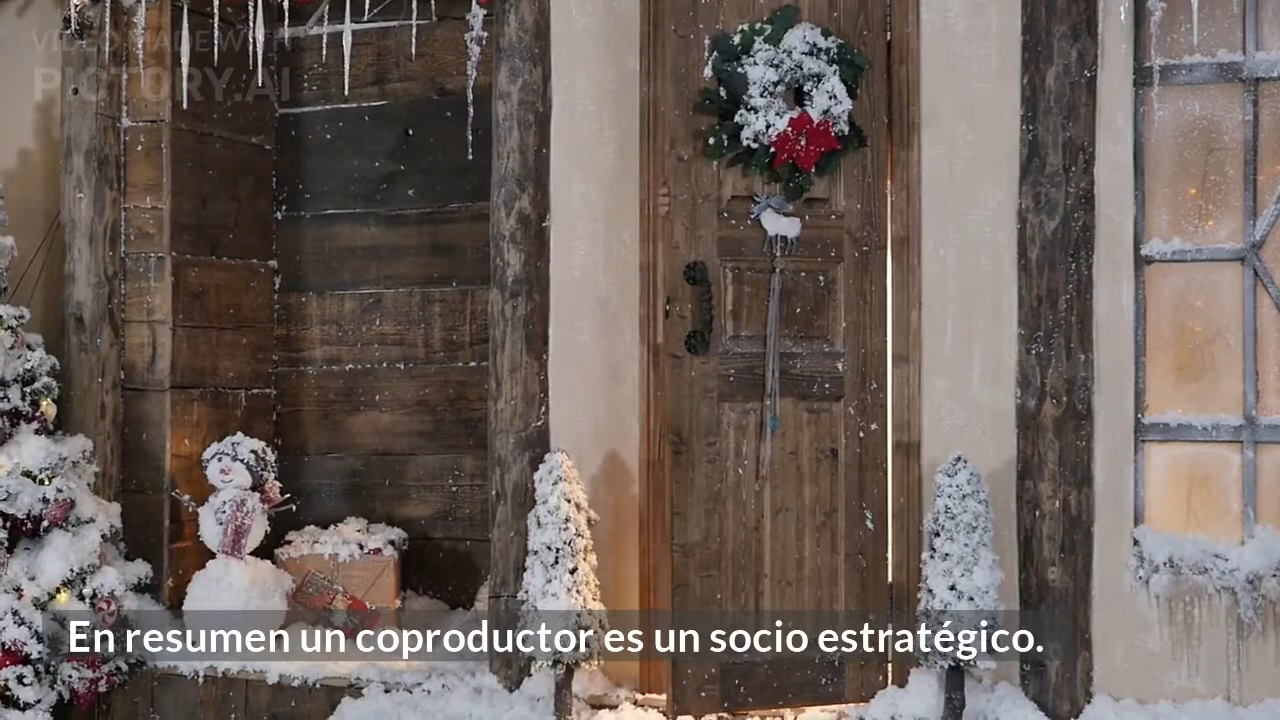 VIDEO MADE WITH
PICTORY.AI
En resumen un coproductor es un socio estratégico.